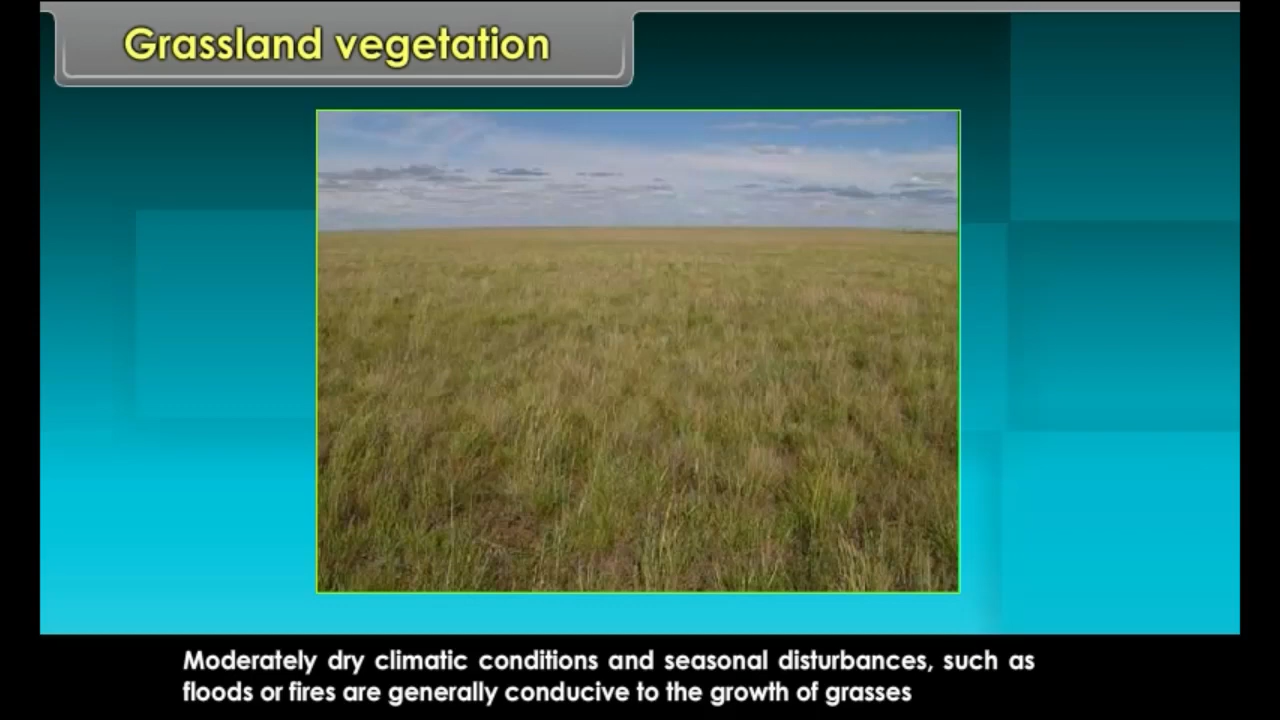 Grassland vegetation
Moderately dry climatic conditions and seasonal disturbances, such as
floods or fires are generally conducive to the growth of grasses